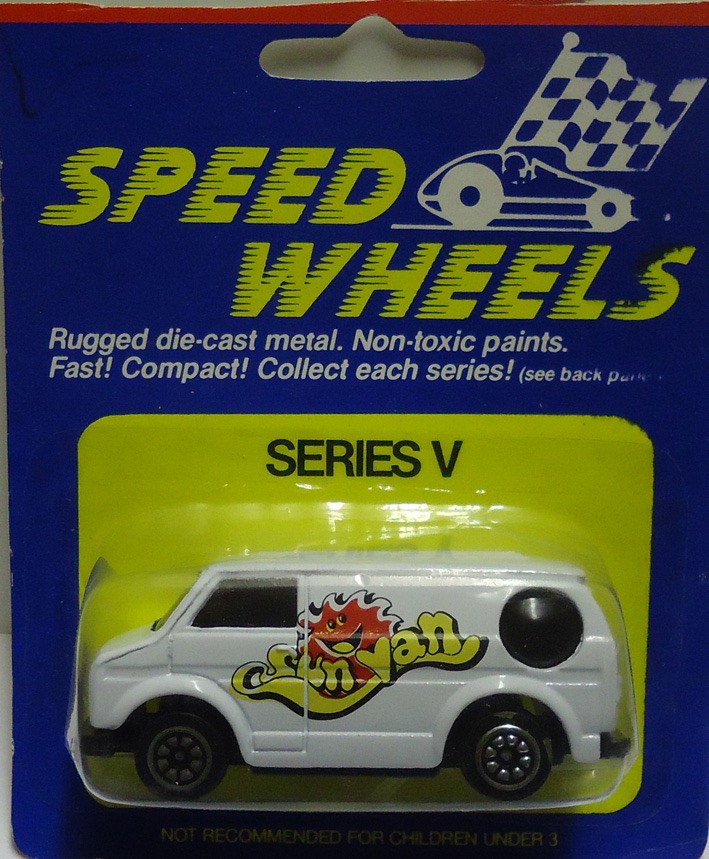 SPEED
WHEELS
Rugged die-cast metal. Non-toxic paints.
Fast! Compact! Collect each series! (see back
SERIES V
Sun Van
NOT RECOMMENDED FOR CHILDREN UNDER 3